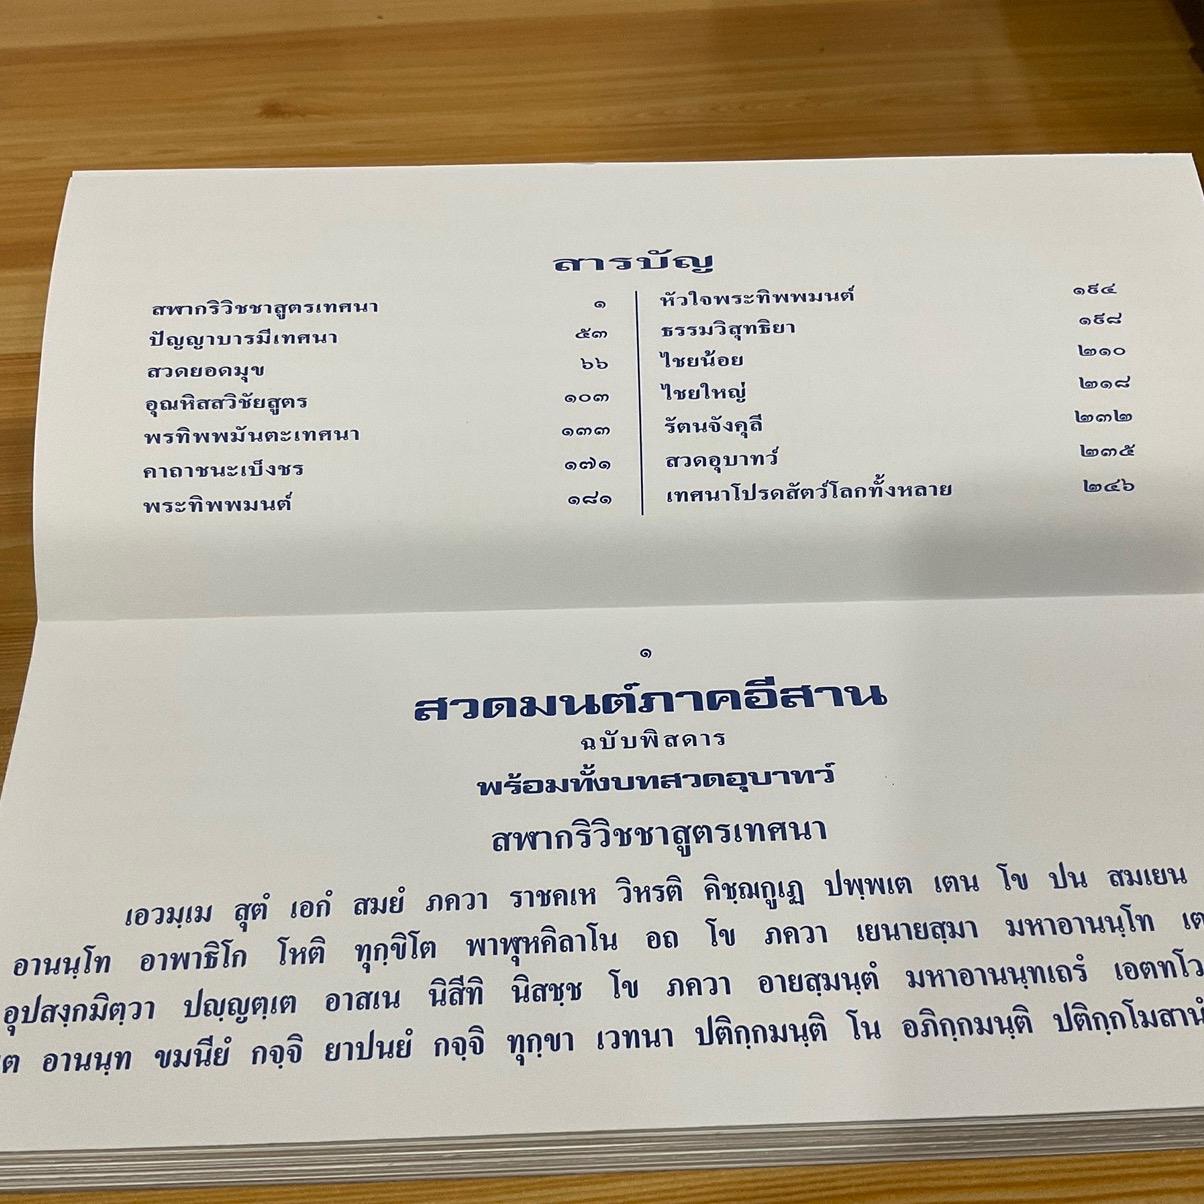 สารบัญ
สฬากริวิชชาสูตรเทศนา ๑
ปัญญาบารมีเทศนา ๕๓
สวดยอดมุข ๖๖
อุณหิสสวิชัยสูตร ๑๐๓
พรทิพพมันตะเทศนา ๑๓๓
คาถาชนะเบ็งชร ๑๗๑
พระทิพพมนต์ ๑๘๑
หัวใจพระทิพพมนต์ ๑๙๔
ธรรมวิสุทธิยา ๑๙๘
ไชยน้อย ๒๑๐
ไชยใหญ่ ๒๑๘
รัตนจังคุลี ๒๓๒
สวดอุบาทว์ ๒๓๕
เทศนาโปรดสัตว์โลกทั้งหลาย ๒๔๖
๑
สวดมนต์ภาคอีสาน
ฉบับพิสดาร
พร้อมทั้งบทสวดอุบาทว์
สฬากริวิชชาสูตรเทศนา
เอวมฺเม สุตํ เอกํ สมยํ ภควา ราชคเห วิหรติ คิชฺฌกูเฏ ปพฺพเต เตน โข ปน สมเยน
อานนฺโท อาพาธิโก โหติ ทุกฺขิโต พาฬฺหคิลาโน อถ โข ภควา เยนายสฺมา มหาอานนฺโท
อุปสงฺกมิตฺวา ปญฺญตฺเต อาสเน นิสีทิ นิสชฺช โข ภควา อายสฺมนฺตํ มหาอานนฺทเถรํ
อานนฺท ขมนียํ กจฺจิ ยาปนยํ กจฺจิ ทุกฺขา เวทนา ปติกฺกมนฺติ โน อภิกฺกมนฺติ ปติกฺกโมสานํ